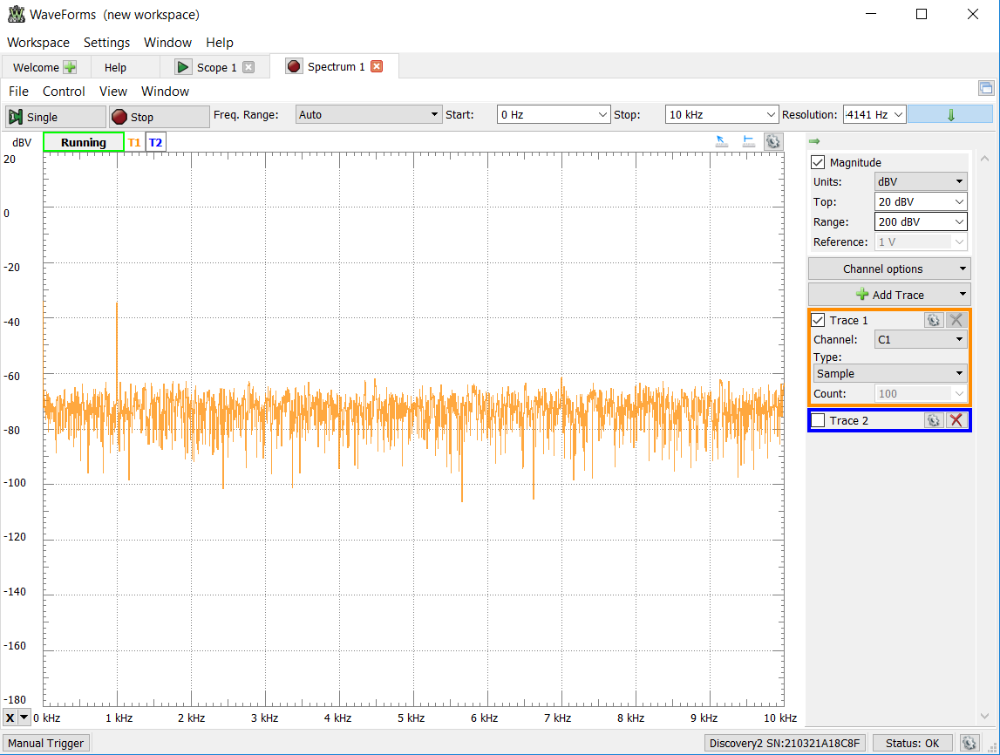 WaveForms (new workspace)
Workspace Settings Window Help
Welcome Help Scope 1 Spectrum 1
File Control View Window
Single Stop Freq. Range: Auto Start: 0 Hz Stop: 10 kHz Resolution: 4141 Hz
dBV Running T1 T2
20
0
-20
-40
-60
-80
-100
-120
-140
-160
-180
X 0 kHz 1 kHz 2 kHz 3 kHz 4 kHz 5 kHz 6 kHz 7 kHz 8 kHz 9 kHz 10 kHz
Magnitude
Units: dBV
Top: 20 dBV
Range: 200 dBV
Reference: 1 V
Channel options
Add Trace
Trace 1
Channel: C1
Type:
Sample
Count: 100
Trace 2
Manual Trigger Discovery2 SN:210321A18C8F Status: OK